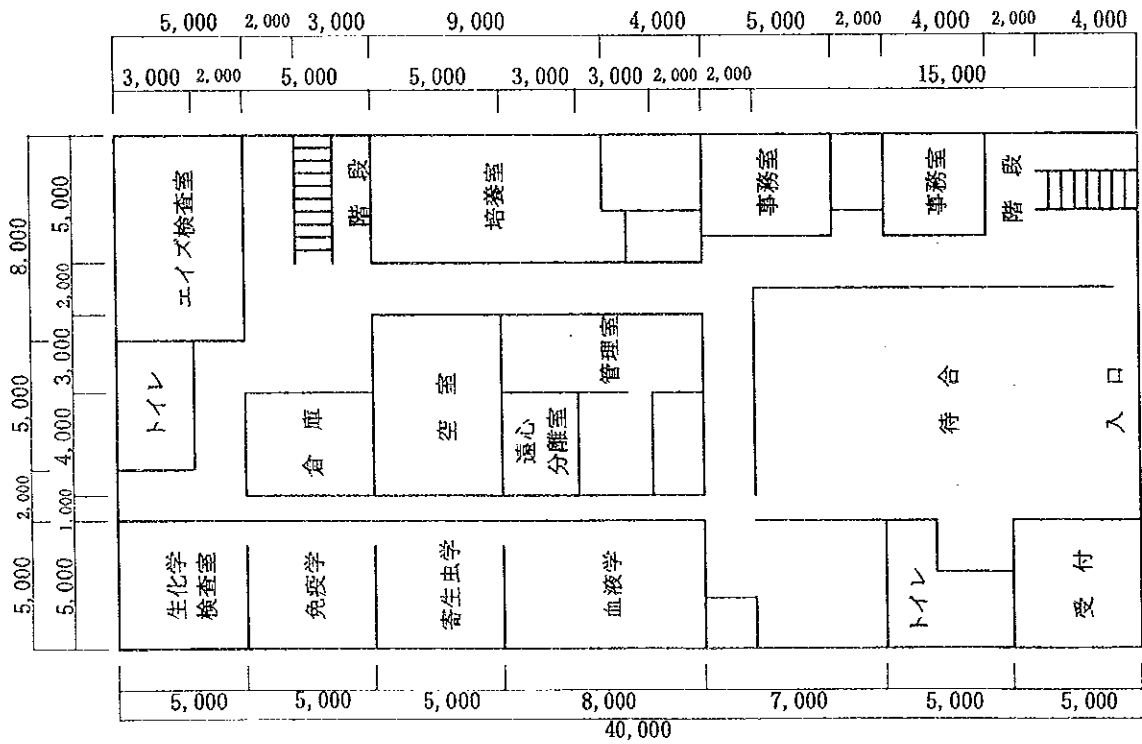 5,000 2,000 3,000 9,000 4,000 5,000 2,000 4,000 2,000 4,000
3,000 2,000 5,000 5,000 3,000 3,000 2,000 2,000 15,000
8,000
5,000
2,000
5,000
3,000
4,000
2,000
1,000
5,000
5,000
エイズ検査室
階段
培養室
事務室
事務室
階段
トイレ
倉庫
空室
管理室
遠心
分離室
待合
入口
生化学
検査室
免疫学
寄生虫学
血液学
トイレ
受付
5,000 5,000 5,000 8,000 7,000 5,000 5,000
40,000